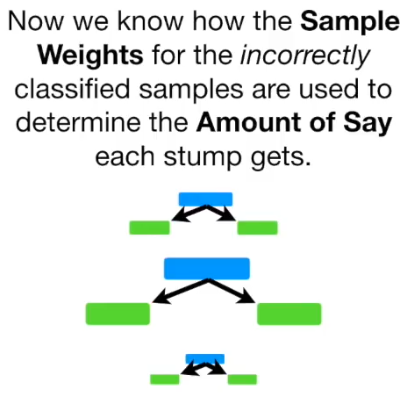 Now we know how the Sample
Weights for the incorrectly
classified samples are used to
determine the Amount of Say
each stump gets.